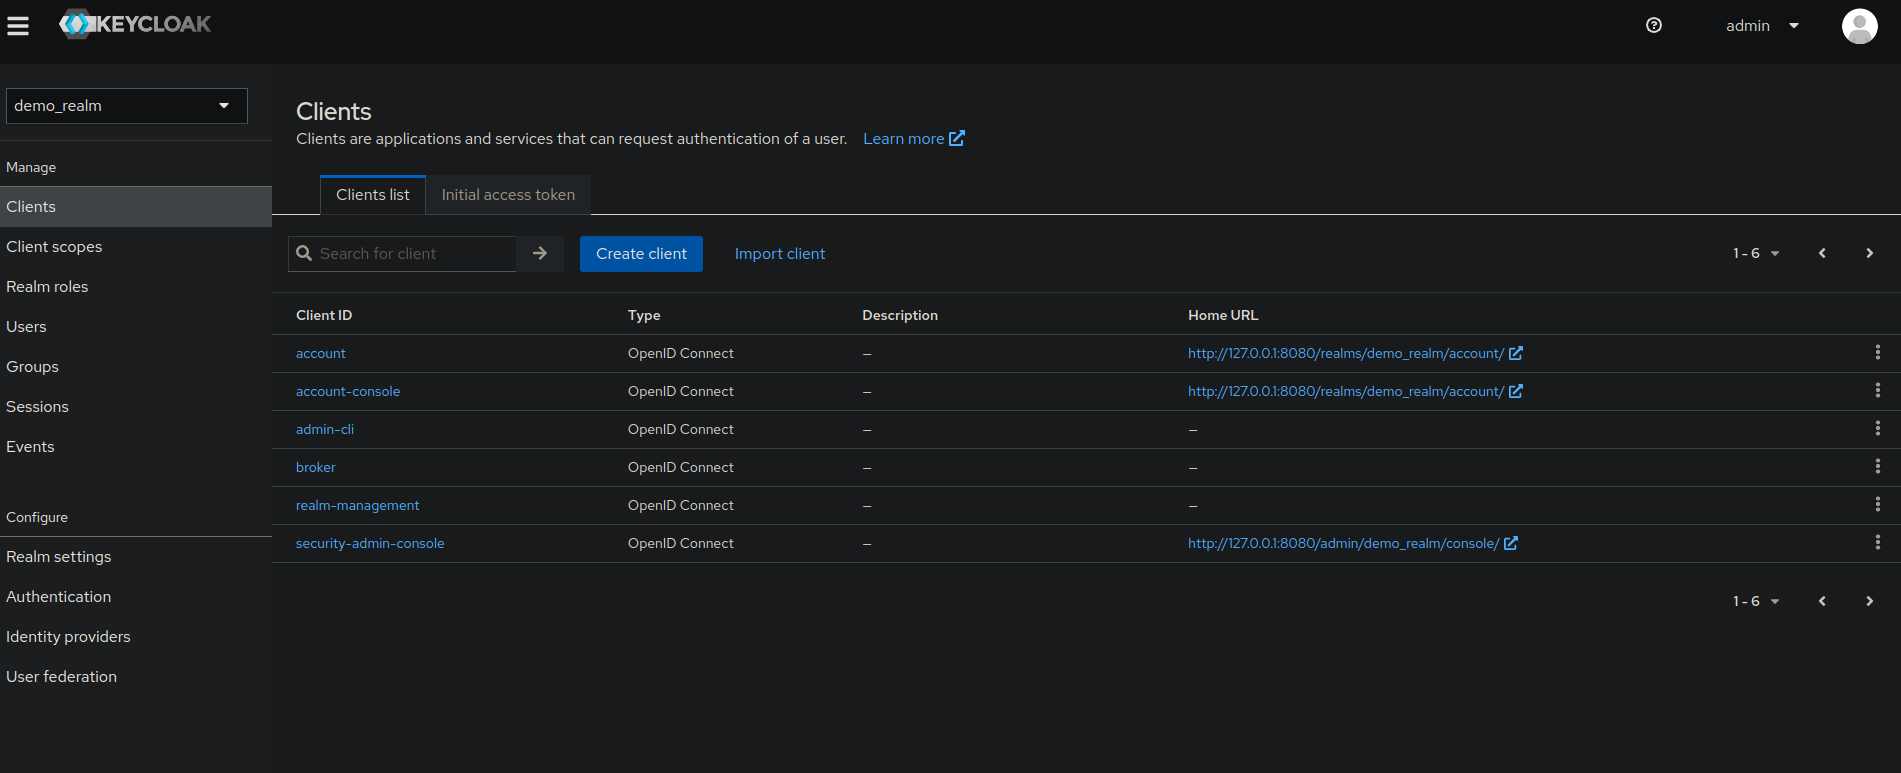 KEYCLOAK
admin
demo_realm
Manage
Clients
Client scopes
Realm roles
Users
Groups
Sessions
Events
Configure
Realm settings
Authentication
Identity providers
User federation
Clients
Clients are applications and services that can request authentication of a user. Learn more
Clients list Initial access token
Search for client Create client Import client 1 - 6
Client ID Type Description Home URL
account OpenID Connect – http://127.0.0.1:8080/realms/demo_realm/account/
account-console OpenID Connect – http://127.0.0.1:8080/realms/demo_realm/account/
admin-cli OpenID Connect – –
broker OpenID Connect – –
realm-management OpenID Connect – –
security-admin-console OpenID Connect – http://127.0.0.1:8080/admin/demo_realm/console/
1 - 6